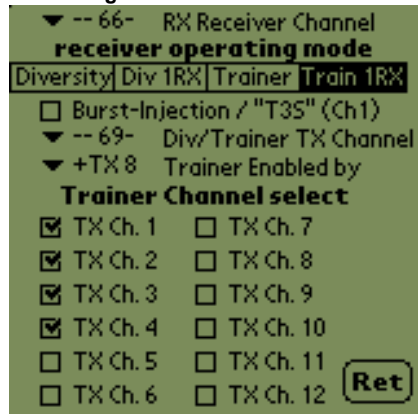 -- 66- RX Receiver Channel
receiver operating mode
Diversity Div 1RX Trainer Train 1RX
Burst-Injection / "T3S" (Ch1)
-- 69- Div/Trainer TX Channel
+TX 8 Trainer Enabled by
Trainer Channel select
TX Ch. 1 TX Ch. 7
TX Ch. 2 TX Ch. 8
TX Ch. 3 TX Ch. 9
TX Ch. 4 TX Ch. 10
TX Ch. 5 TX Ch. 11
TX Ch. 6 TX Ch. 12
Ret